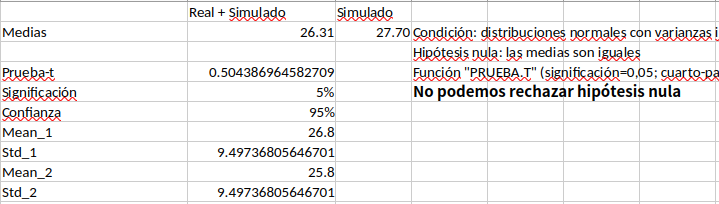 Real + Simulado Simulado
Medias 26.31 27.70 Condición: distribuciones normales con varianzas i
Hipótesis nula: las medias son iguales
Prueba-t 0.504386964582709 Función "PRUEBA.T" (significación=0,05; cuarto-pa
Significación 5% No podemos rechazar hipótesis nula
Confianza 95%
Mean_1 26.8
Std_1 9.49736805646701
Mean_2 25.8
Std_2 9.49736805646701